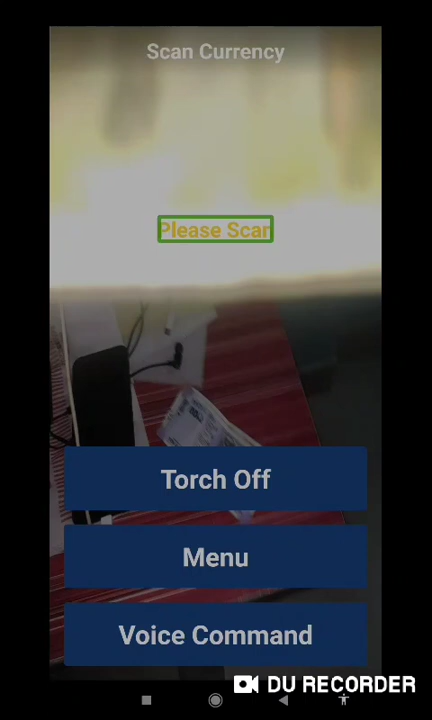 Scan Currency
Please Scan
Torch Off
Menu
Voice Command
DU RECORDER